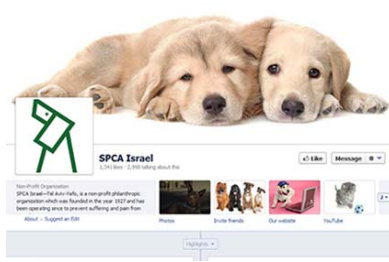 SPCA Israel
Like
Message
Non-Profit Organization
SPCA Israel—Tel Aviv-Yafo, is a non-profit philanthropic
organization which was founded in the year 1927 and has
been operating since to prevent suffering and pain from
About - Suggest an Edit
Photos
Invite friends
Our website
YouTube
2
Highlights